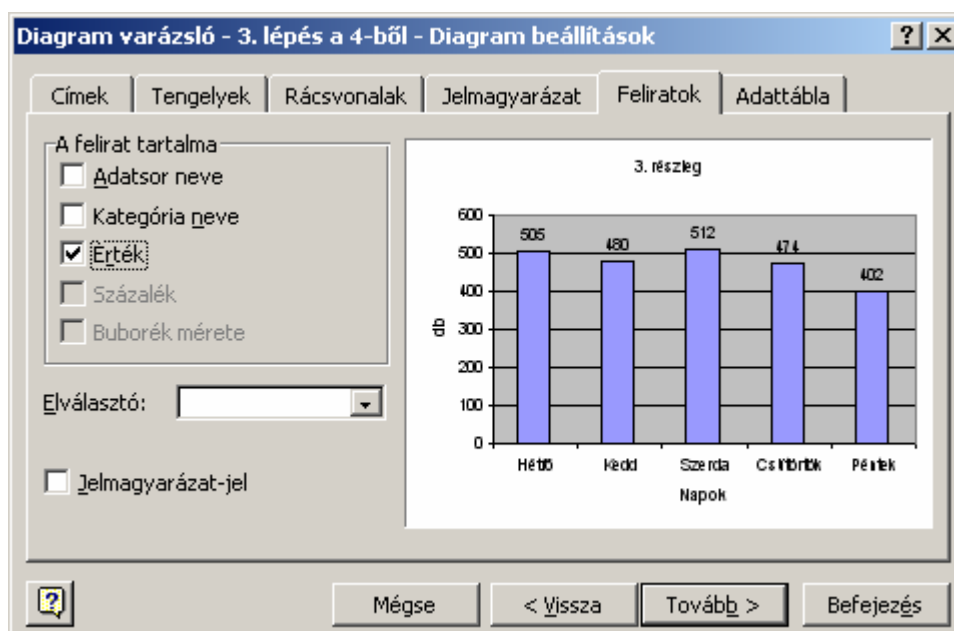 Diagram varázsló - 3. lépés a 4-ből - Diagram beállítások
Címek
Tengelyek
Rácsvonalak
Jelmagyarázat
Feliratok
Adattábla
A felirat tartalma
Adatsor neve
Kategória neve
Érték
Százalék
Buborék mérete
Elválasztó:
Jelmagyarázat-jel
3. részleg
600
500
400
300
200
100
0
db
505
480
512
474
402
Hétfő
Kedd
Szerda
Csütörtök
Péntek
Napok
Mégse
< Vissza
Tovább >
Befejezés